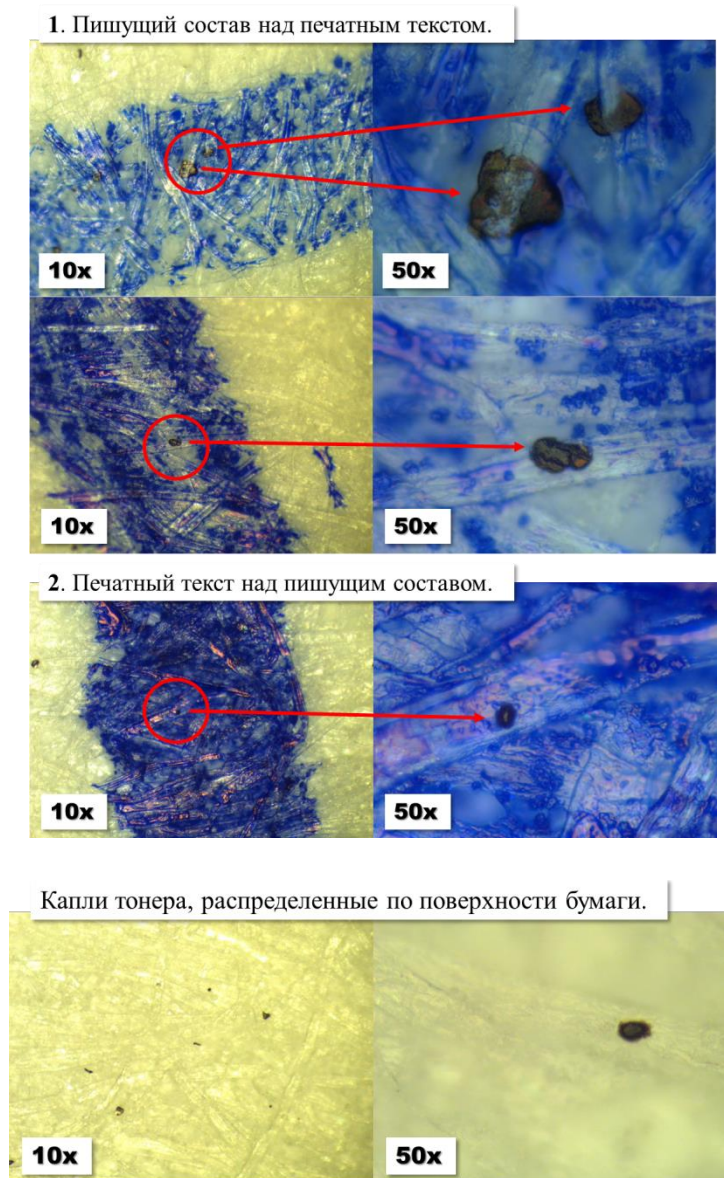 1. Пишущий состав над печатным текстом.
10x
50x
10x
50x
2. Печатный текст над пишущим составом.
10x
50x
Капли тонера, распределенные по поверхности бумаги.
10x
50x